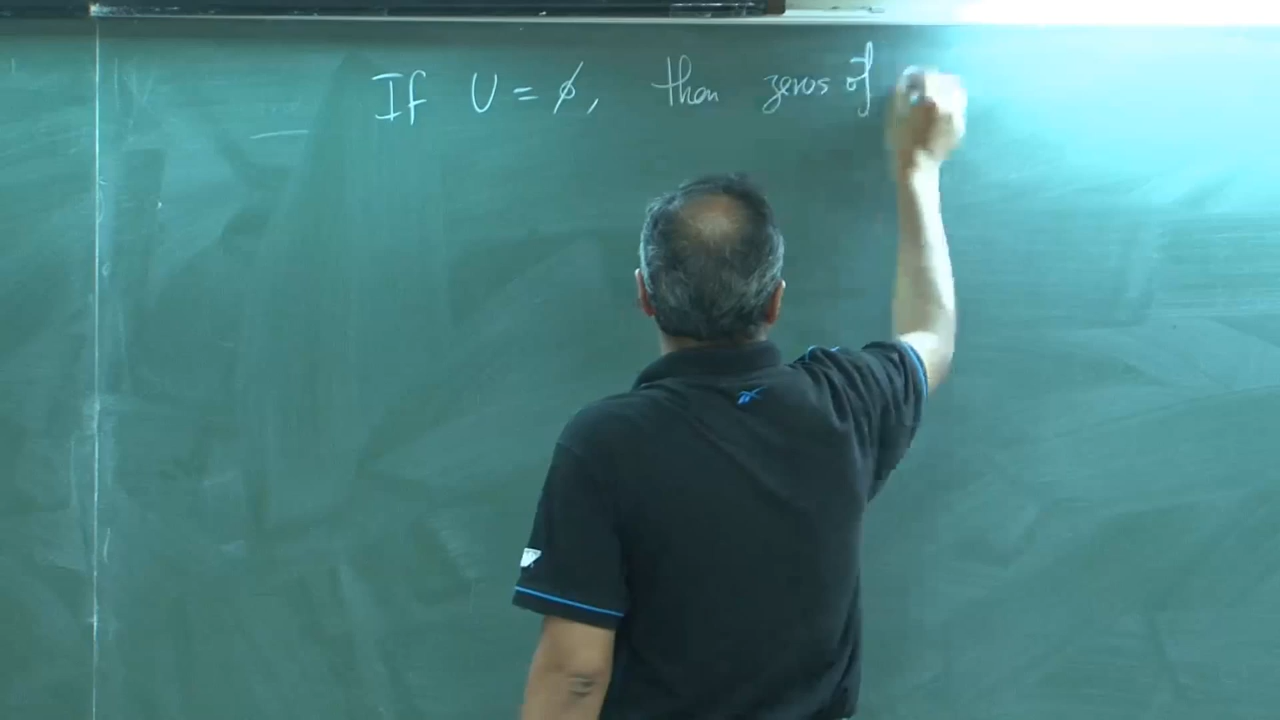 If U = ø, then zeros of